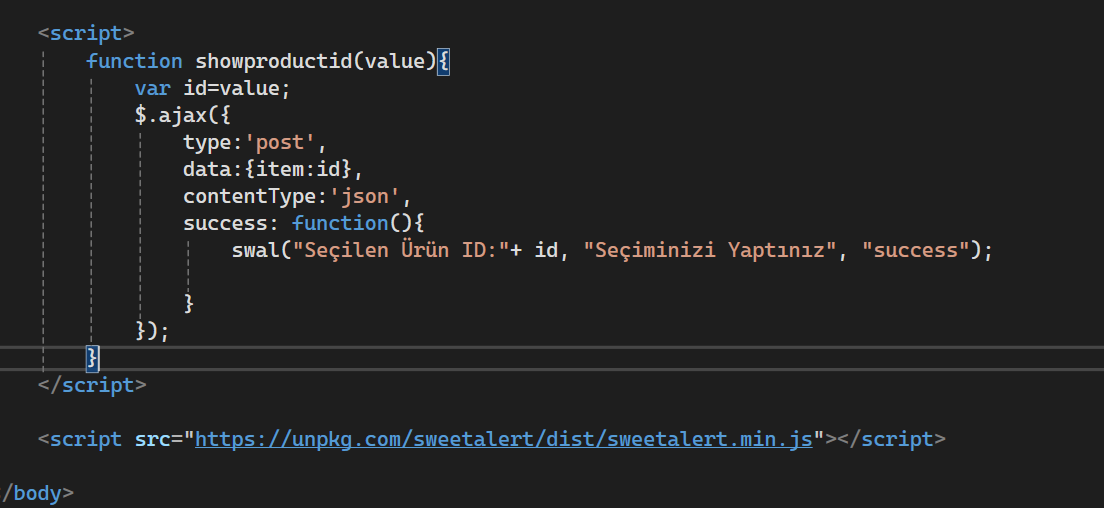 <script>
function showproductid(value){
var id=value;
$.ajax({
type:'post',
data:{item:id},
contentType:'json',
success: function(){
swal("Seçilen Ürün ID:"+ id, "Seçiminizi Yaptınız", "success");
}
});
}
</script>
<script src="https://unpkg.com/sweetalert/dist/sweetalert.min.js"></script>
/body>